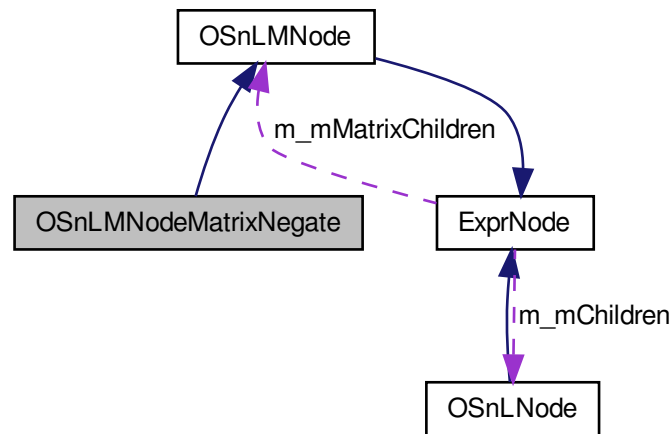 OSnLMNode
m_mMatrixChildren
OSnLMNodeMatrixNegate
ExprNode
m_mChildren
OSnLNode